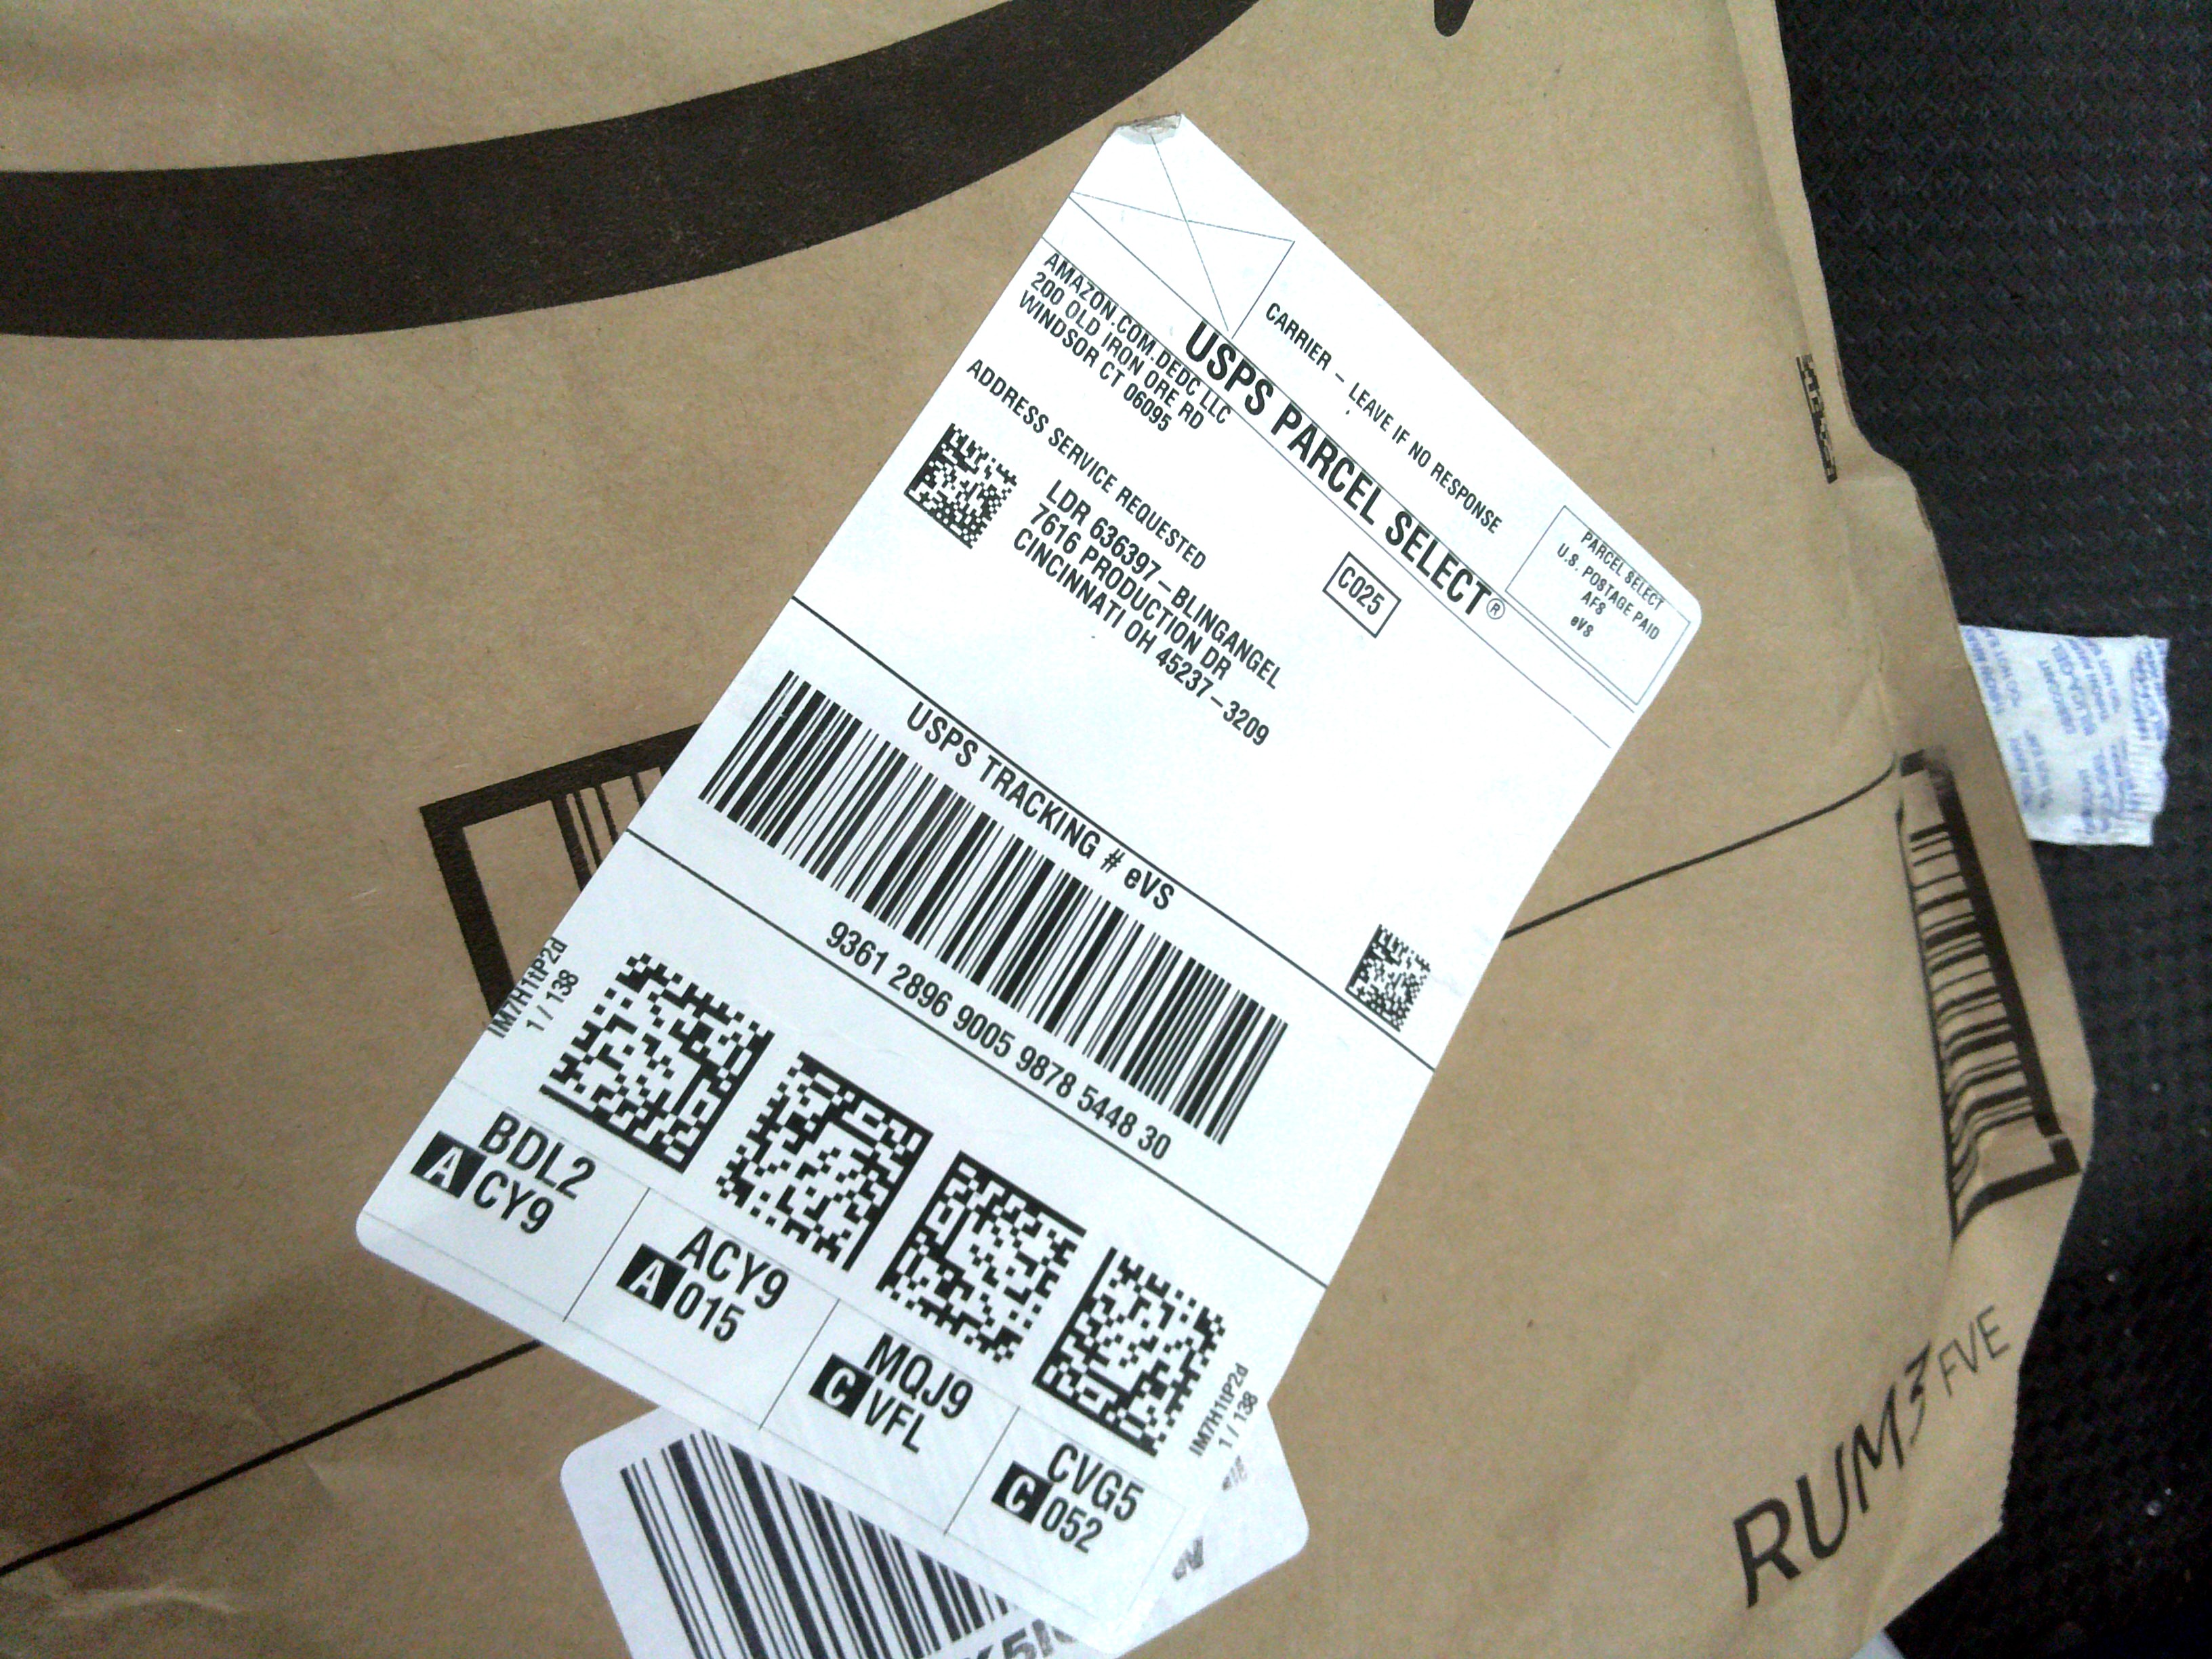 CARRIER – LEAVE IF NO RESPONSE
PARCEL SELECT
U.S. POSTAGE PAID
AFS
eVS
USPS PARCEL SELECT®
AMAZON.COM.DEDC LLC
200 OLD IRON ORE RD
WINDSOR CT 06095
C025
ADDRESS SERVICE REQUESTED
LDR 636397–BLINGANGEL
7616 PRODUCTION DR
CINCINNATI OH 45237–3209
USPS TRACKING # eVS
9361 2896 9005 9878 5448 30
IM7H1tP2d
1 / 138
BDL2
A CY9
ACY9
A 015
MQJ9
C VFL
CVG5
C 052
IM7H1tP2d
1 / 138
RUM3 FVE